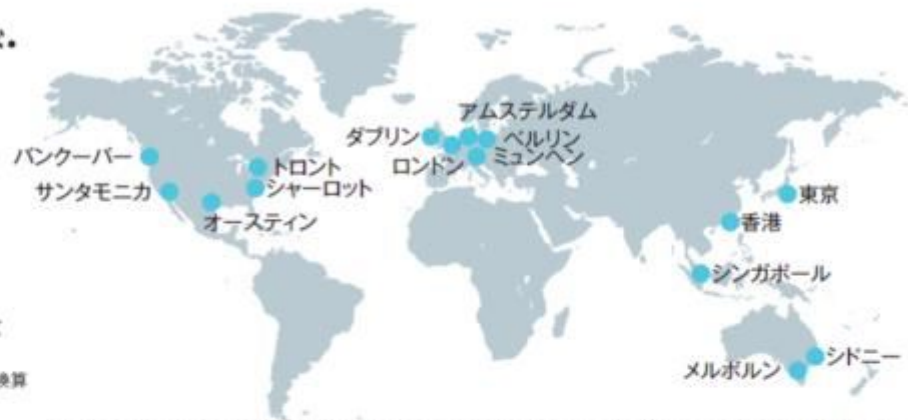 アムステルダム
ダブリン
ベルリン
ロンドン
ミュンヘン
バンクーバー
トロント
サンタモニカ
シャーロット
オースティン
東京
香港
シンガポール
シドニー
メルボルン
換算